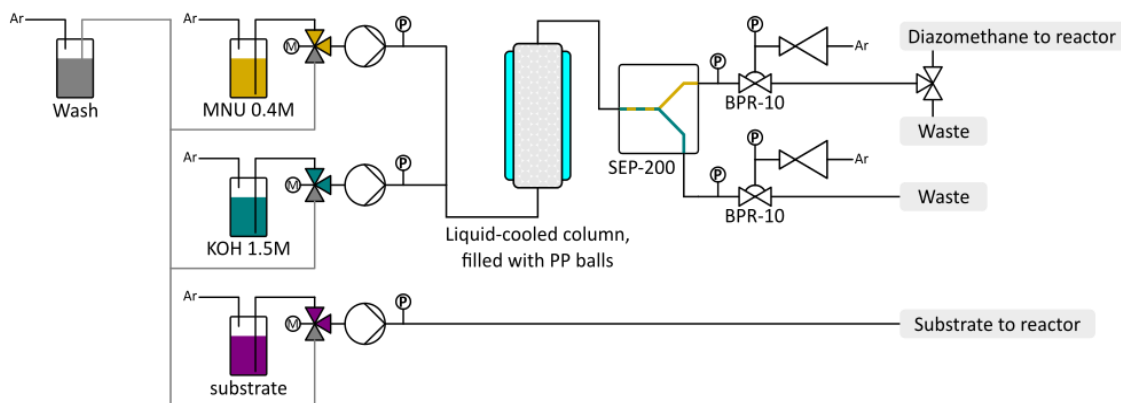 Ar
Wash
Ar
MNU 0.4M
M
P
Ar
KOH 1.5M
M
P
Ar
substrate
M
P
Liquid-cooled column,
filled with PP balls
SEP-200
P
P
Ar
BPR-10
Diazomethane to reactor
Waste
P
P
Ar
BPR-10
Waste
Substrate to reactor